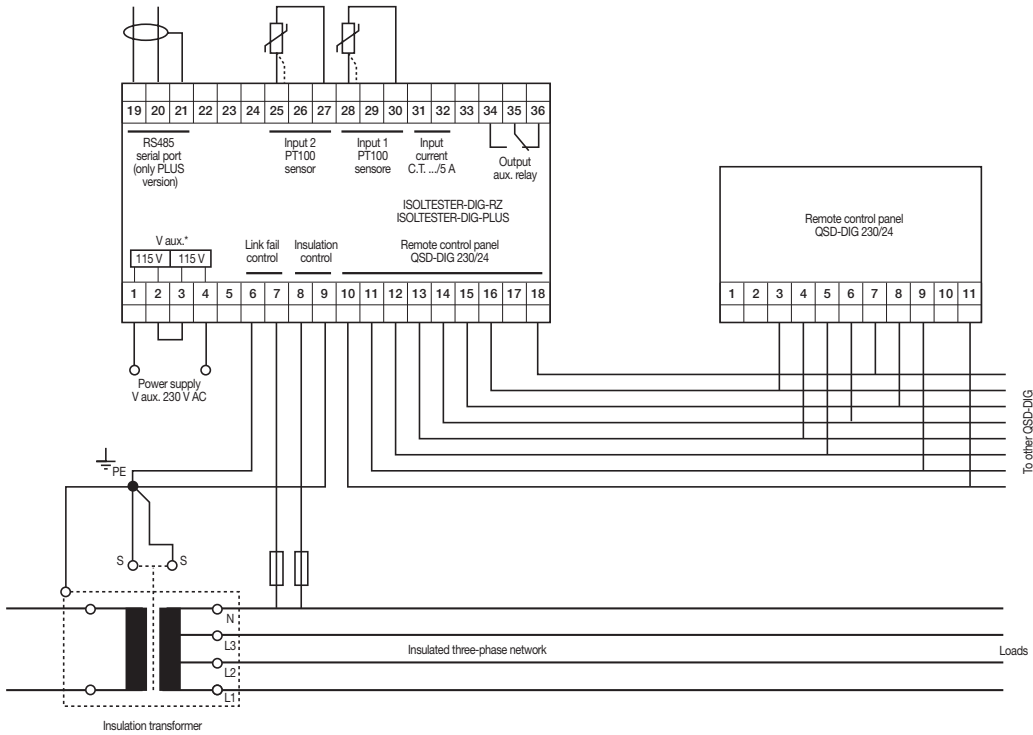 19 20 21 22 23 24 25 26 27 28 29 30 31 32 33 34 35 36
RS485
serial port
(only PLUS
version)
Input 2
PT100
sensor
Input 1
PT100
sensore
Input
current
C.T. .../5 A
Output
aux. relay
ISOLTESTER-DIG-RZ
ISOLTESTER-DIG-PLUS
V aux.*
115 V 115 V
Link fail
control
Insulation
control
Remote control panel
QSD-DIG 230/24
1 2 3 4 5 6 7 8 9 10 11 12 13 14 15 16 17 18
Remote control panel
QSD-DIG 230/24
1 2 3 4 5 6 7 8 9 10 11
Power supply
V aux. 230 V AC
To other QSD-DIG
PE
S S
N
L3
L2
L1
Insulated three-phase network
Loads
Insulation transformer